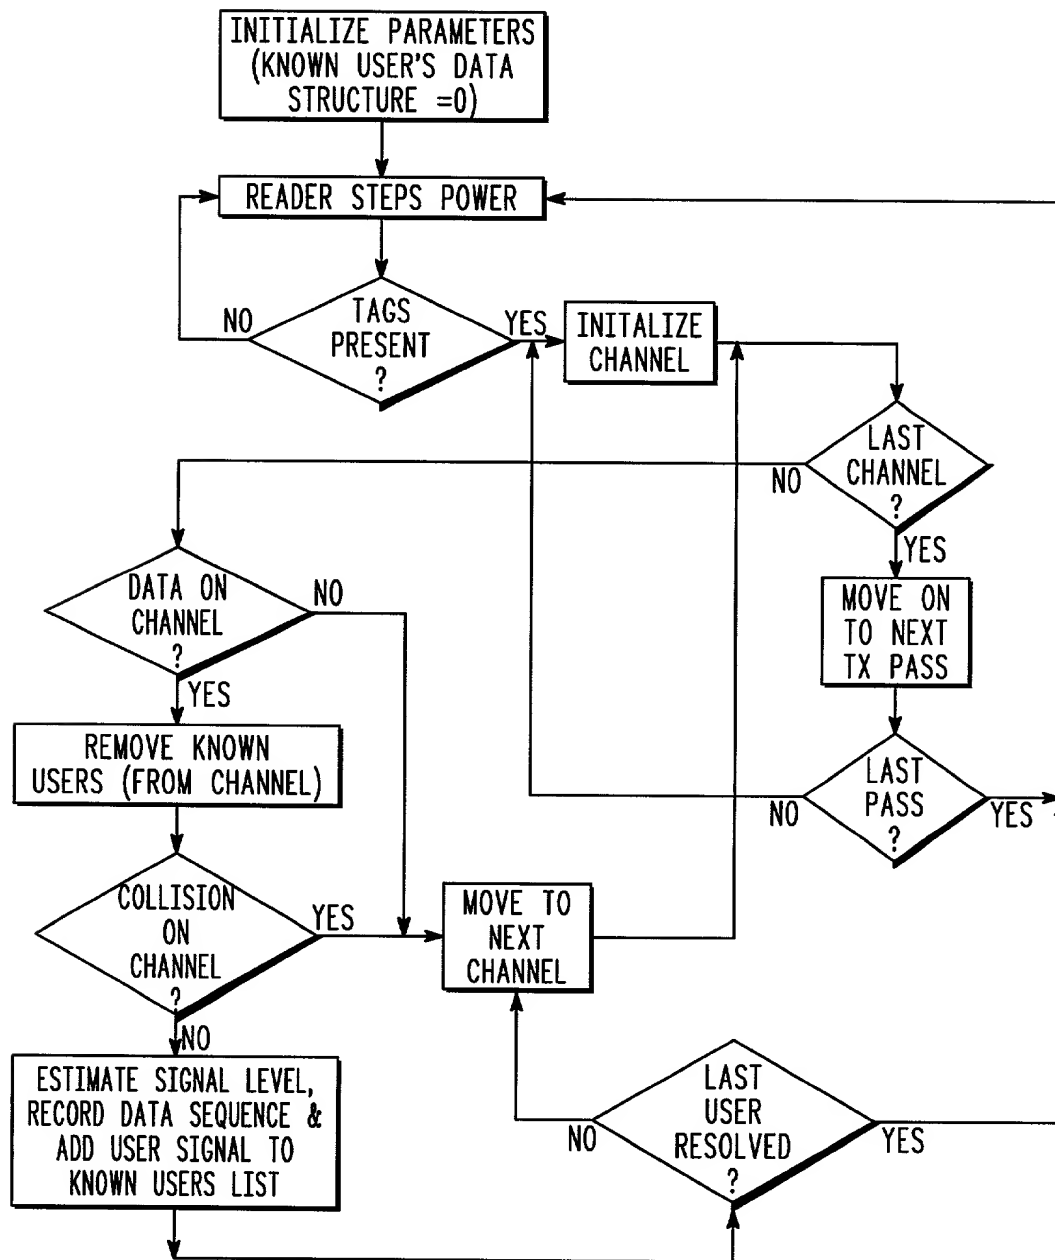 INITIALIZE PARAMETERS
(KNOWN USER'S DATA
STRUCTURE =0)
READER STEPS POWER
NO
TAGS
PRESENT
?
YES
INITALIZE
CHANNEL
LAST
CHANNEL
?
NO
YES
DATA ON
CHANNEL
?
NO
YES
MOVE ON
TO NEXT
TX PASS
REMOVE KNOWN
USERS (FROM CHANNEL)
LAST
PASS
?
NO
YES
COLLISION
ON
CHANNEL
?
YES
NO
MOVE TO
NEXT
CHANNEL
ESTIMATE SIGNAL LEVEL,
RECORD DATA SEQUENCE &
ADD USER SIGNAL TO
KNOWN USERS LIST
LAST
USER
RESOLVED
?
NO
YES